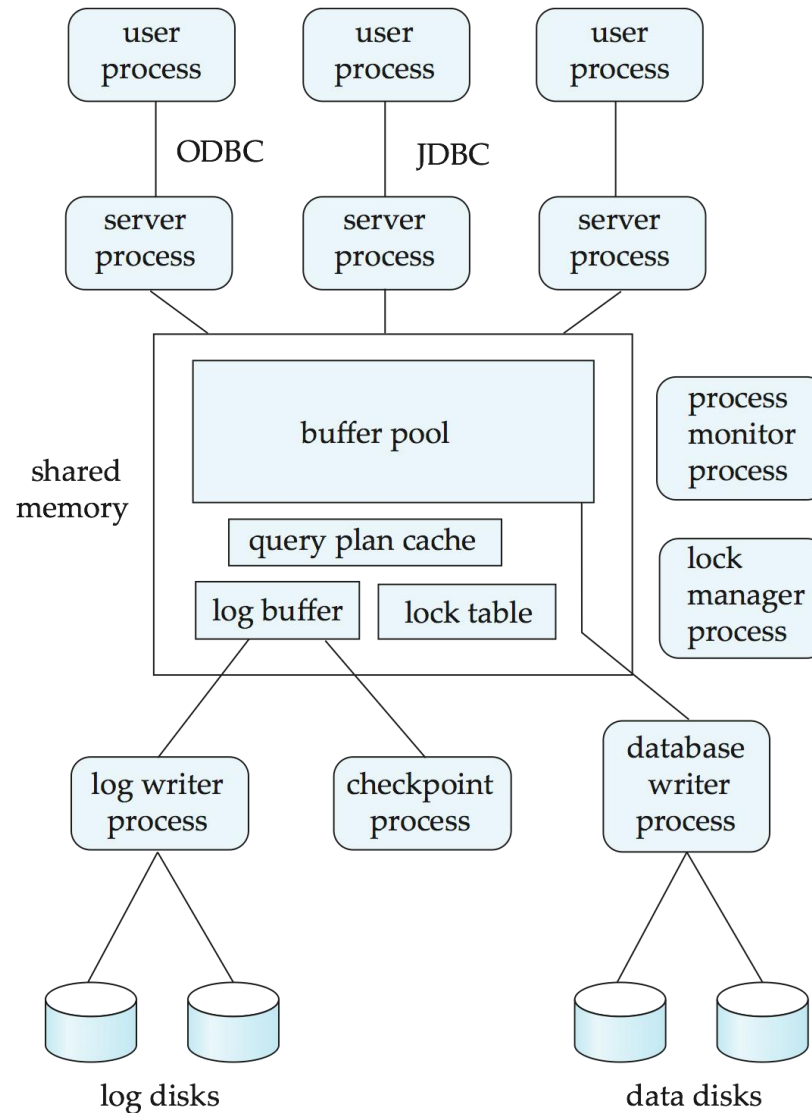 user
process
user
process
user
process
ODBC
JDBC
server
process
server
process
server
process
shared
memory
buffer pool
query plan cache
log buffer
lock table
process
monitor
process
lock
manager
process
log writer
process
checkpoint
process
database
writer
process
log disks
data disks